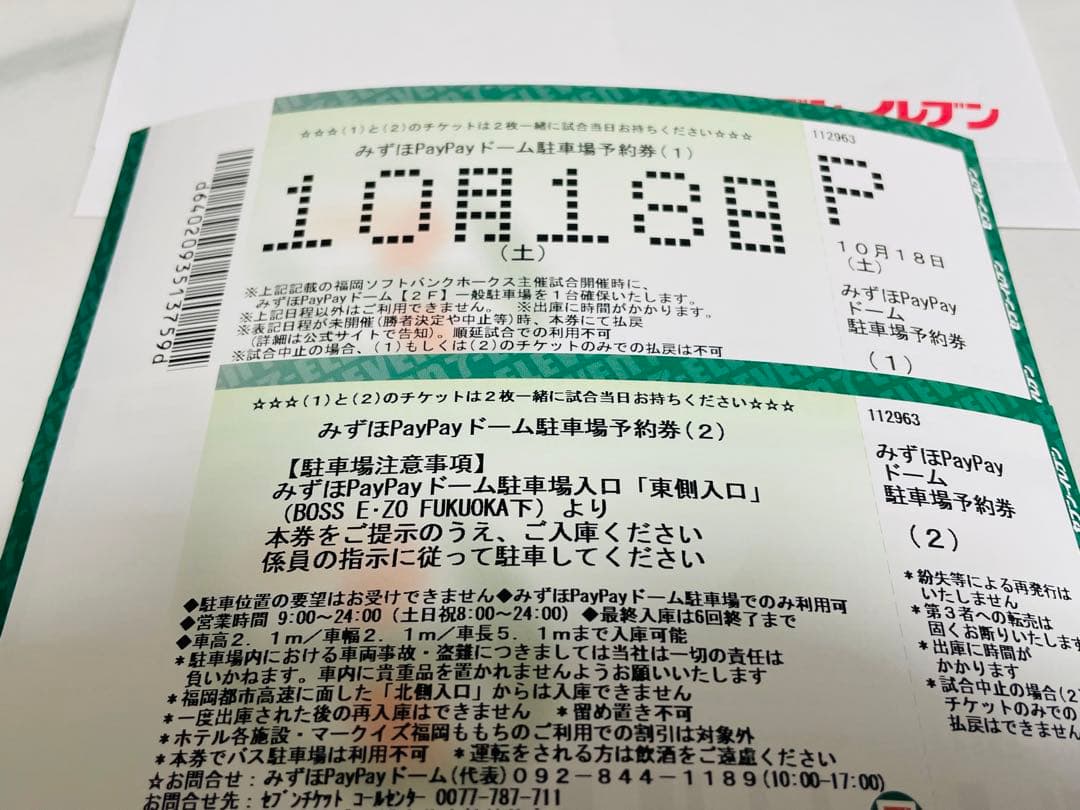 イレブン
☆☆☆(1)と(2)のチケットは2枚一緒に試合当日お持ちください☆☆☆
みずほPayPayドーム駐車場予約券(1)
10月18日
(土)
※上記記載の福岡ソフトバンクホークス主催試合開催時に、
みずほPayPayドーム【2F】一般駐車場を1台確保いたします。
※上記日程以外はご利用できません。 ※出庫に時間がかかります。
※表記日程が未開催(勝者決定や中止等)時、本券にて払戻
(詳細は公式サイトで告知)。順延試合での利用不可
※試合中止の場合、(1)もしくは(2)のチケットのみでの払戻は不可
d6402093513759d
112963
P
10月18日
(土)
みずほPayPay
ドーム
駐車場予約券
(1)
7-ELEVEN
☆☆☆(1)と(2)のチケットは2枚一緒に試合当日お持ちください☆☆☆
みずほPayPayドーム駐車場予約券(2)
【駐車場注意事項】
みずほPayPayドーム駐車場入口「東側入口」
(BOSS E・ZO FUKUOKA下)より
本券をご提示のうえ、ご入庫ください
係員の指示に従って駐車してください
◆駐車位置の要望はお受けできません◆みずほPayPayドーム駐車場でのみ利用可
◆営業時間 9:00~24:00 (土日祝8:00~24:00) ◆最終入庫は6回終了まで
◆車高2.1m/車幅2.1m/車長5.1mまで入庫可能
*駐車場内における車両事故・盗難につきましては当社は一切の責任は
負いかねます。車内に貴重品を置かれませんようお願いいたします
*福岡都市高速に面した「北側入口」からは入庫できません
*一度出庫された後の再入庫はできません *留め置き不可
*ホテル各施設・マークイズ福岡ももちのご利用での割引は対象外
*本券でバス駐車場は利用不可 *運転をされる方は飲酒をご遠慮ください
☆お問合せ:みずほPayPayドーム(代表)092-844-1189(10:00-17:00)
お問合せ先:セブンチケット コールセンター 0077-787-711
112963
みずほPayPay
ドーム
駐車場予約券
(2)
*紛失等による再発行は
いたしません
*第3者への転売は
固くお断りいたします
*出庫に時間が
かかります
*試合中止の場合(2)
チケットのみでの
払戻はできません